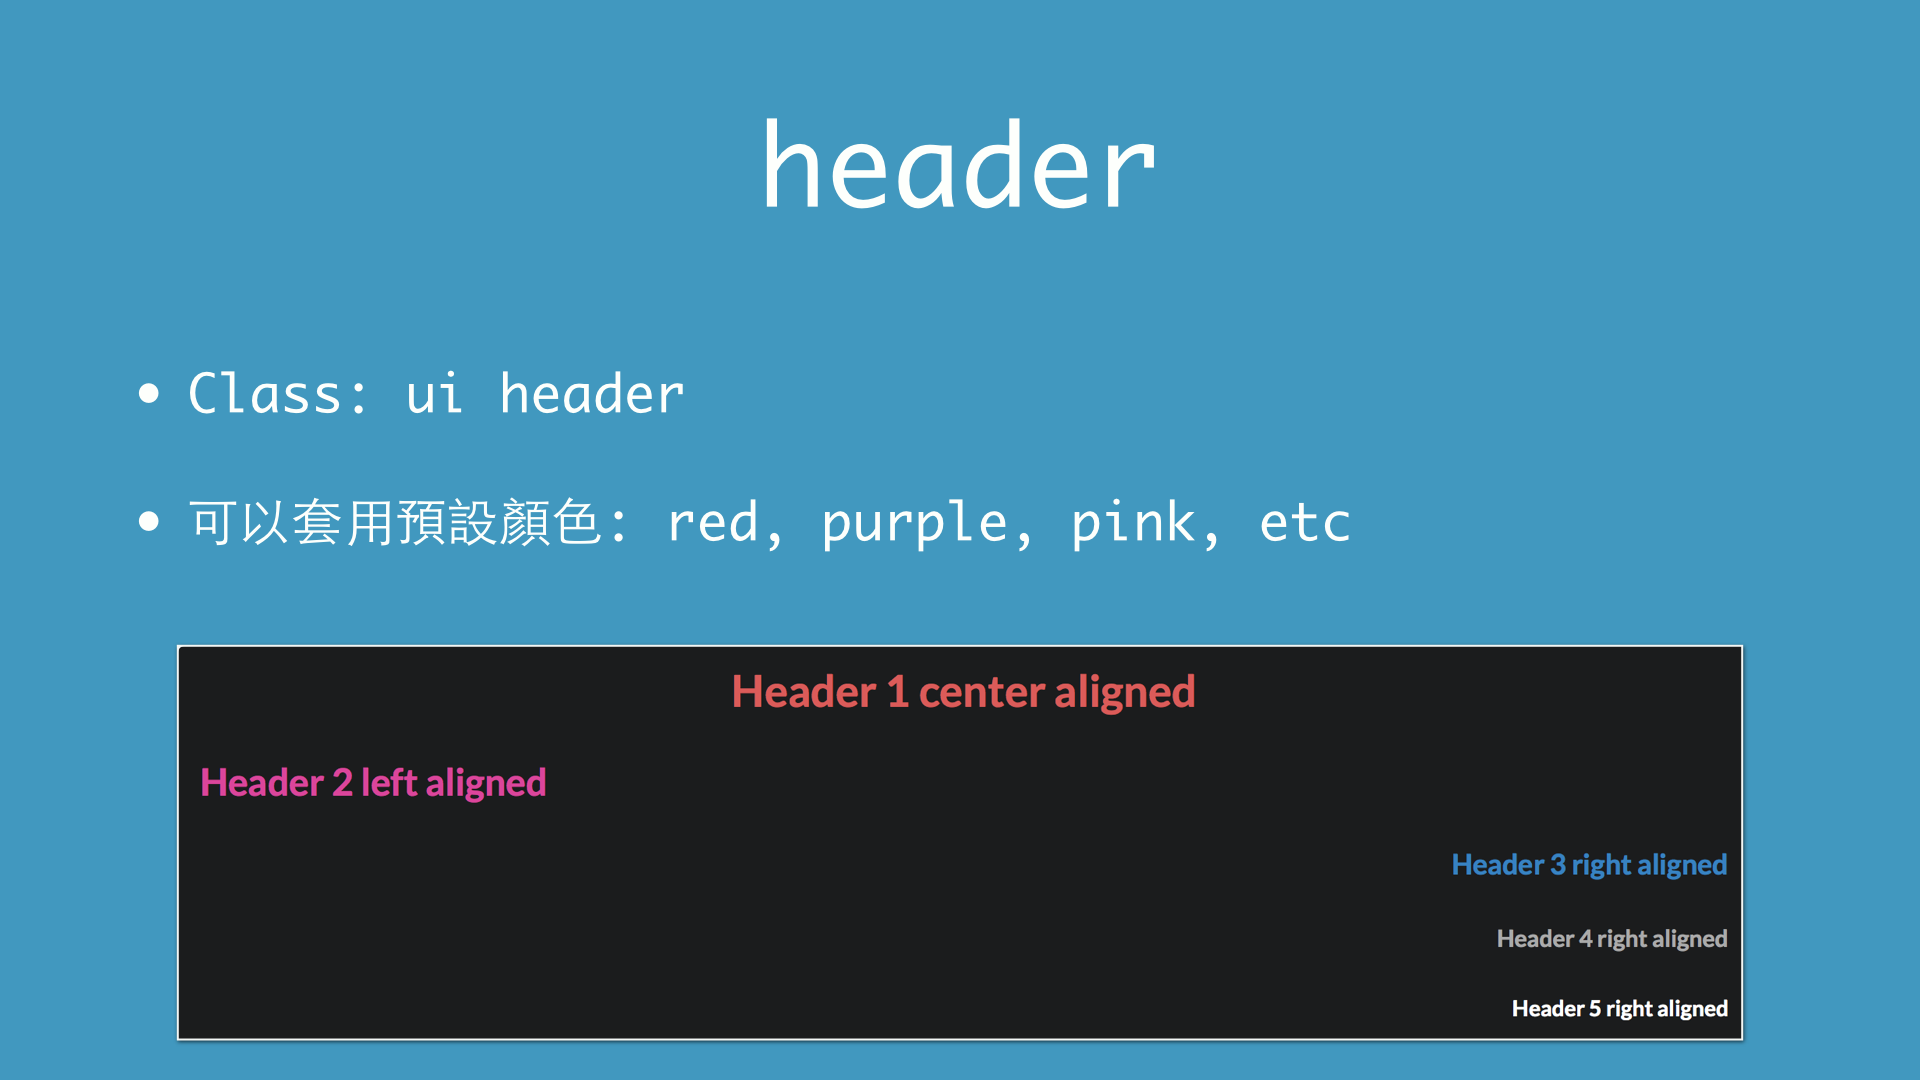 header
• Class: ui header
• 可以套用預設顏色: red, purple, pink, etc
Header 1 center aligned
Header 2 left aligned
Header 3 right aligned
Header 4 right aligned
Header 5 right aligned